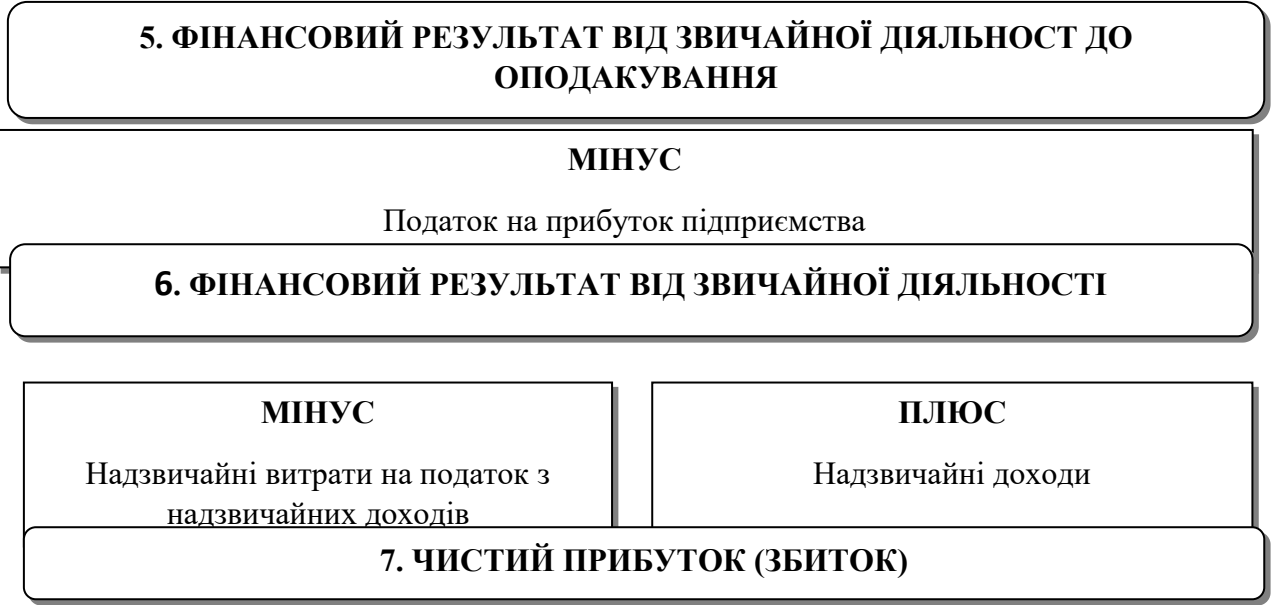 5. ФІНАНСОВИЙ РЕЗУЛЬТАТ ВІД ЗВИЧАЙНОЇ ДІЯЛЬНОСТ ДО
ОПОДАКУВАННЯ
МІНУС
Податок на прибуток підприємства
6. ФІНАНСОВИЙ РЕЗУЛЬТАТ ВІД ЗВИЧАЙНОЇ ДІЯЛЬНОСТІ
МІНУС
Надзвичайні витрати на податок з
надзвичайних доходів
ПЛЮС
Надзвичайні доходи
7. ЧИСТИЙ ПРИБУТОК (ЗБИТОК)